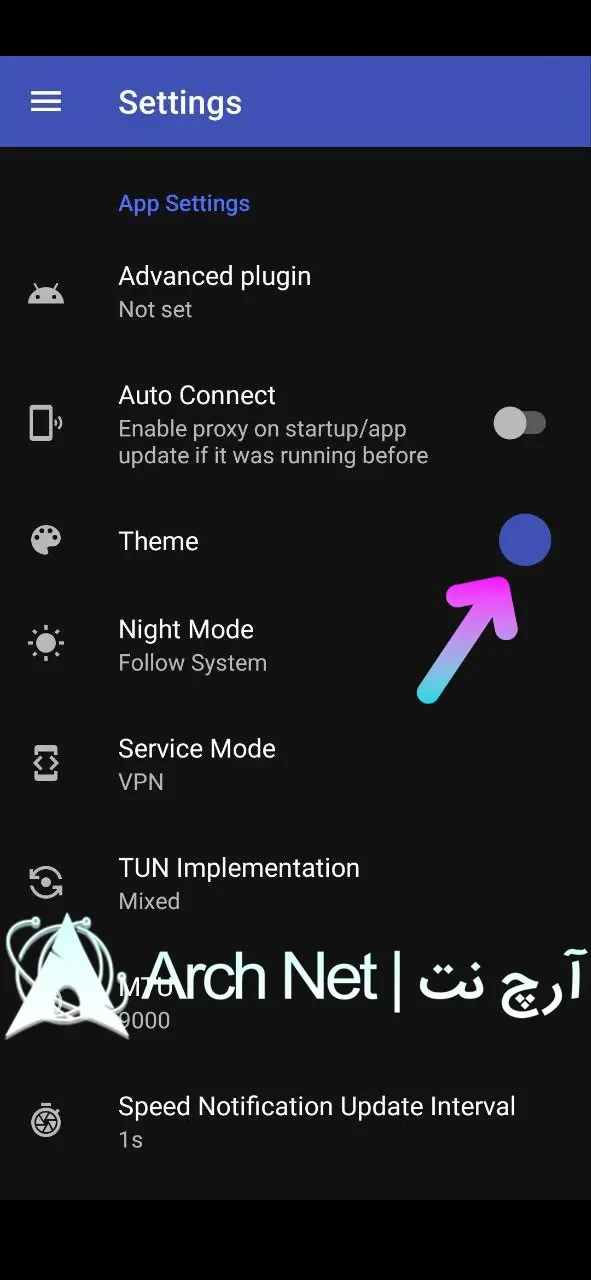 Settings
App Settings
Advanced plugin
Not set
Auto Connect
Enable proxy on startup/app
update if it was running before
Theme
Night Mode
Follow System
Service Mode
VPN
TUN Implementation
Mixed
Arch Net | آرچ نت
MTU
9000
Speed Notification Update Interval
1s